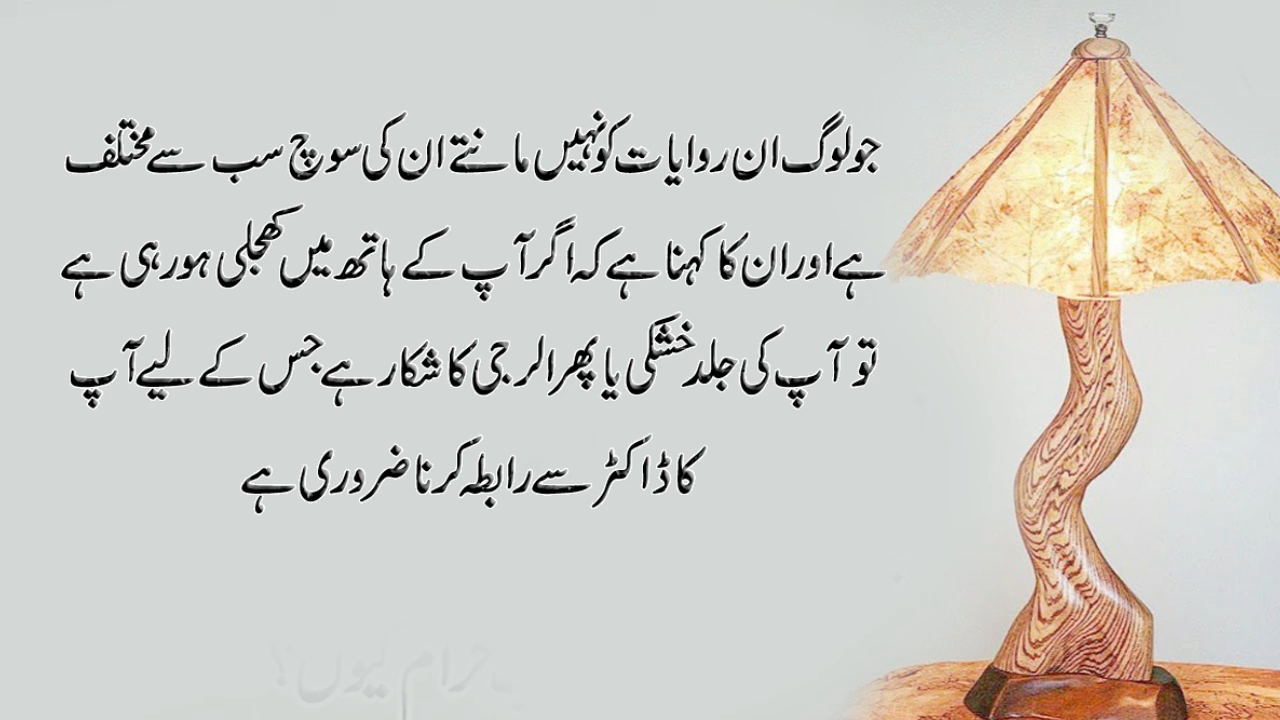 جو لوگ ان روایات کو نہیں مانتے ان کی سوچ سب سے مختلف
ہے اور ان کا کہنا ہے کہ اگر آپ کے ہاتھ میں کھجلی ہو رہی ہے
تو آپ کی جلد خشکی یا پھر الرجی کا شکار ہے جس کے لیے آپ
کا ڈاکٹر سے رابطہ کرنا ضروری ہے
حرام کیوں؟